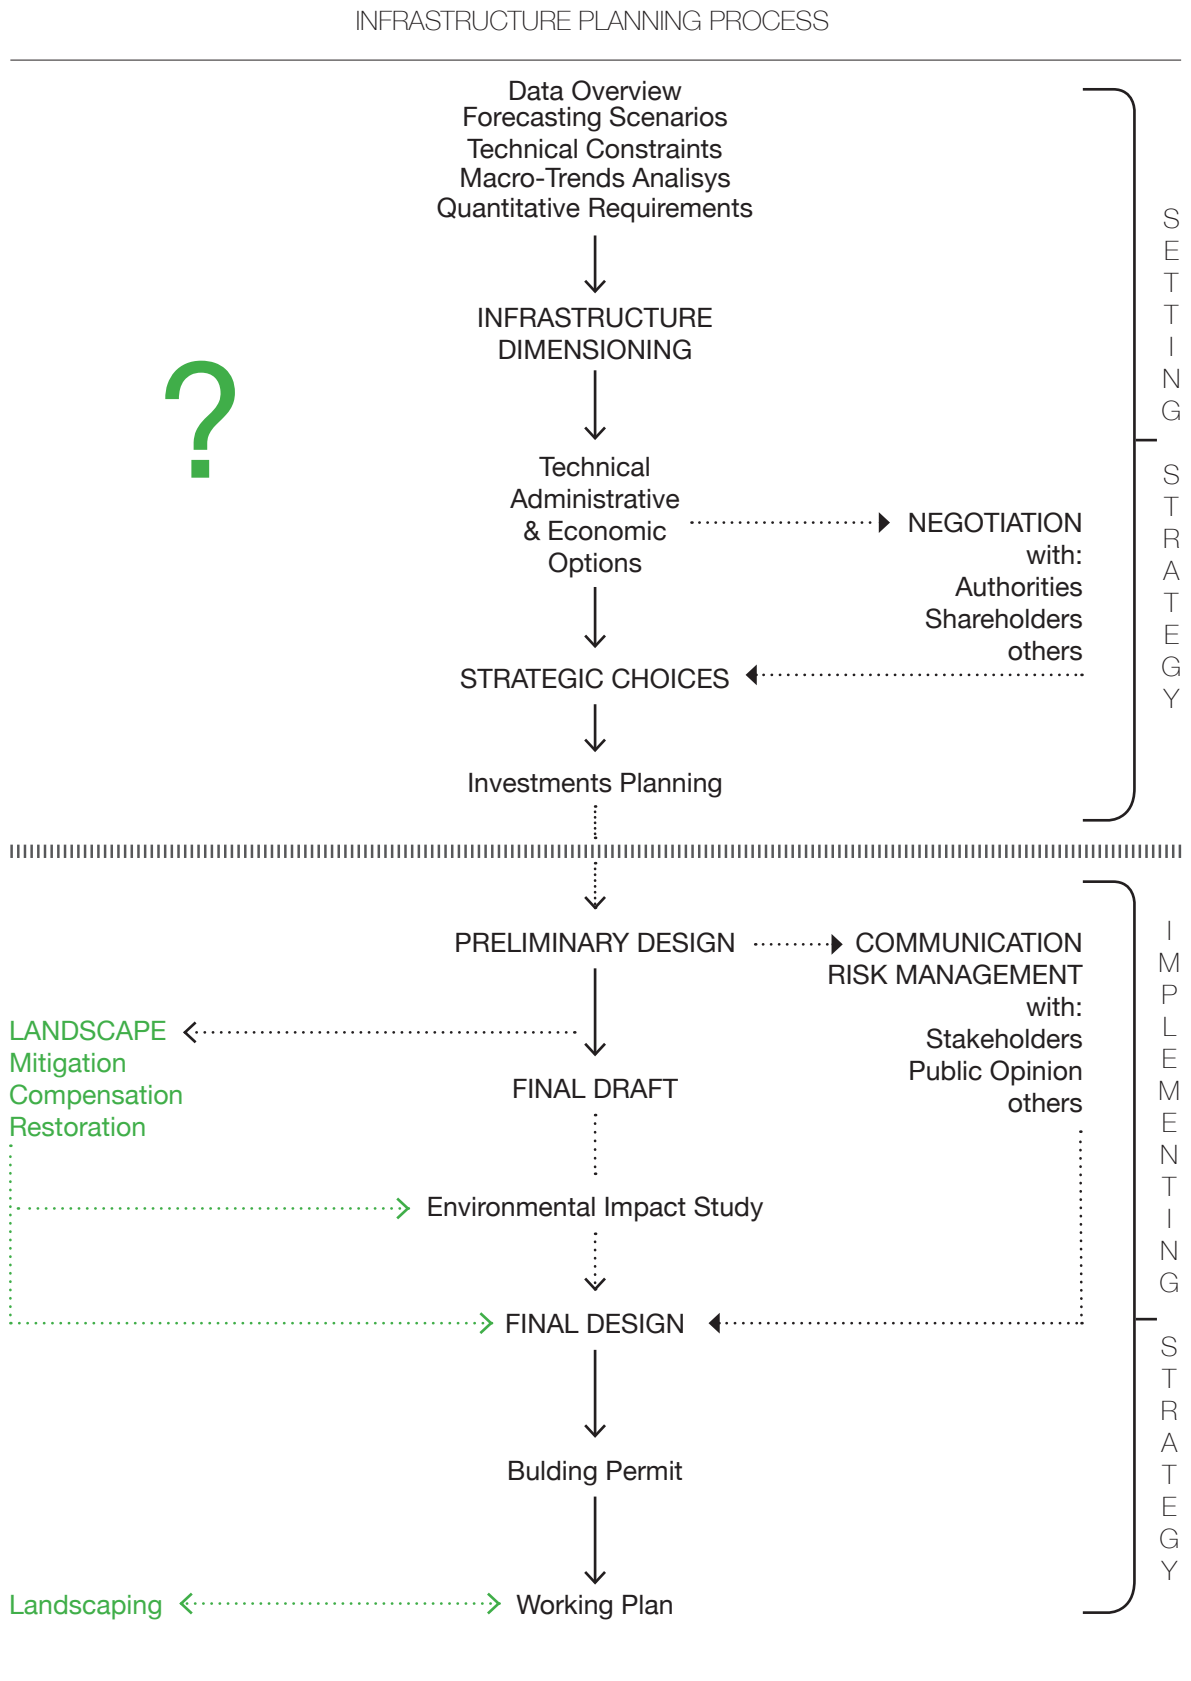 INFRASTRUCTURE PLANNING PROCESS
Data Overview
Forecasting Scenarios
Technical Constraints
Macro-Trends Analisys
Quantitative Requirements
INFRASTRUCTURE
DIMENSIONING
?
Technical
Administrative
& Economic
Options
NEGOTIATION
with:
Authorities
Shareholders
others
STRATEGIC CHOICES
Investments Planning
SETTING STRATEGY
PRELIMINARY DESIGN
COMMUNICATION
RISK MANAGEMENT
with:
Stakeholders
Public Opinion
others
LANDSCAPE
Mitigation
Compensation
Restoration
FINAL DRAFT
Environmental Impact Study
FINAL DESIGN
Bulding Permit
Landscaping
Working Plan
IMPLEMENTING STRATEGY